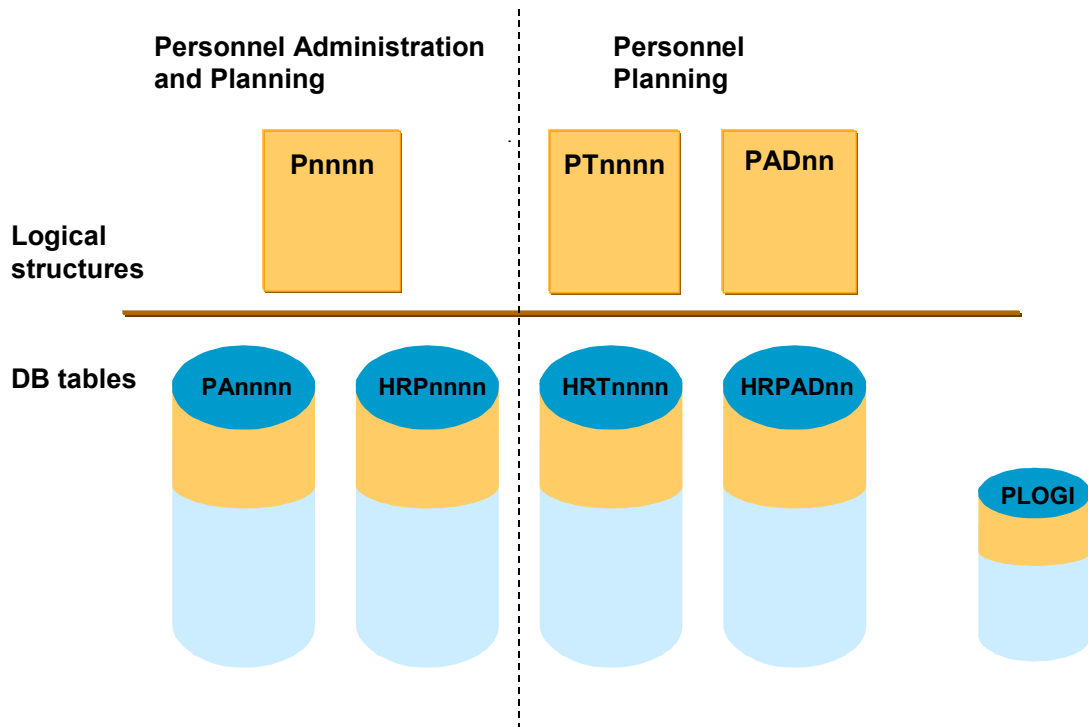 Personnel Administration
and Planning
Personnel
Planning
Pnnnn
PTnnnn
PADnn
Logical
structures
DB tables
PAnnnn
HRPnnnn
HRTnnnn
HRPADnn
PLOGI